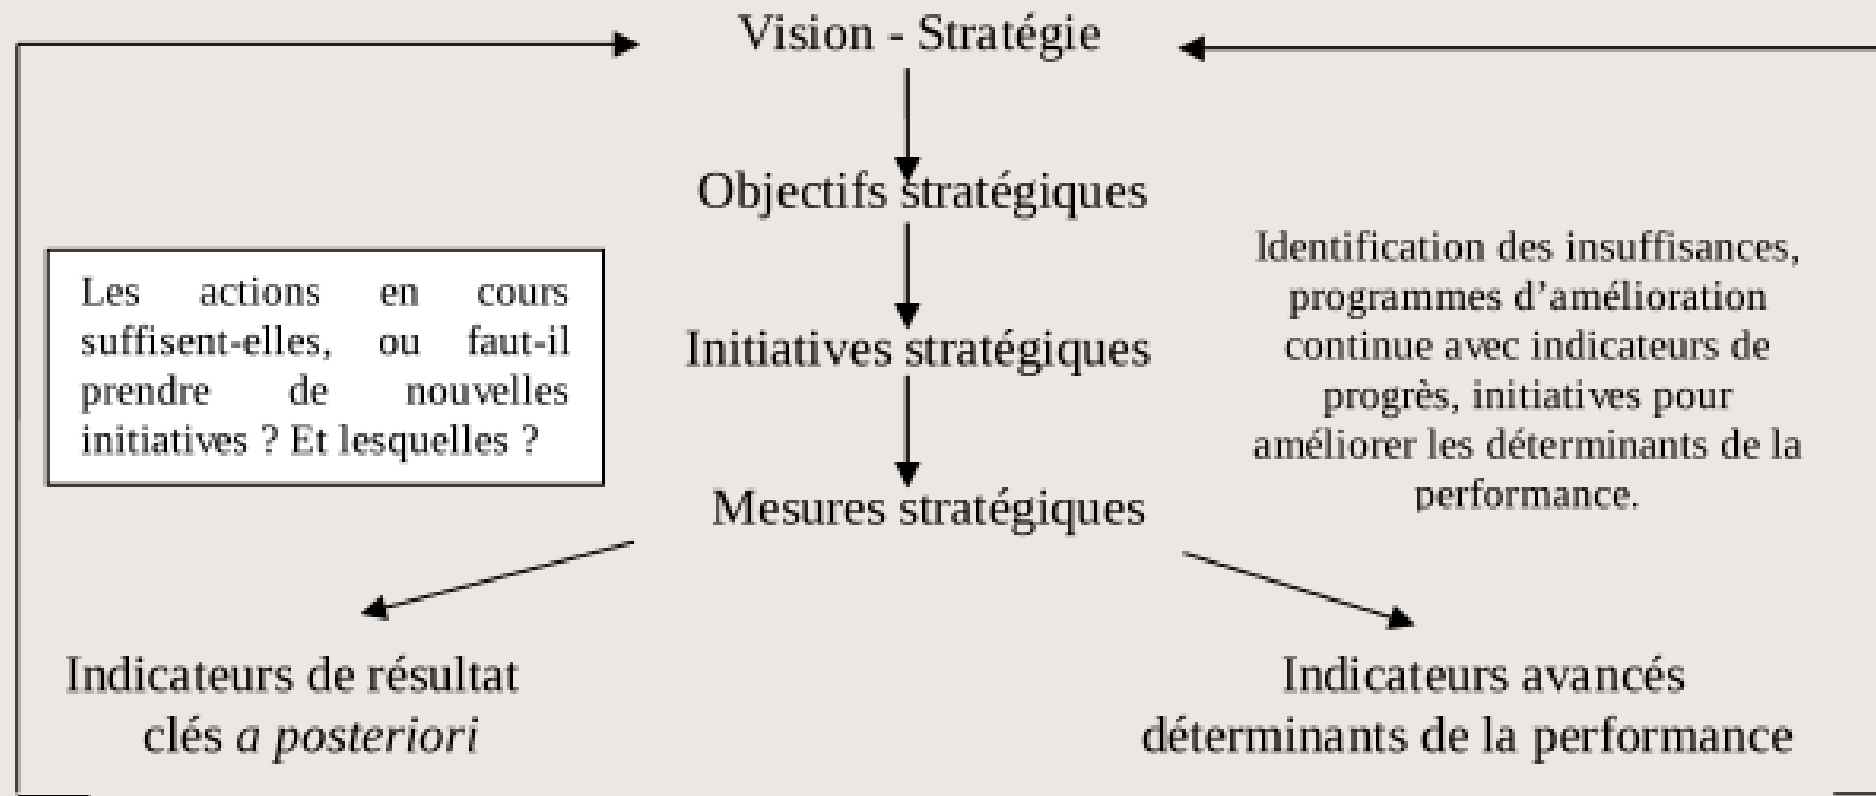 Vision - Stratégie
Objectifs stratégiques
Les actions en cours
suffisent-elles, ou faut-il
prendre de nouvelles
initiatives ? Et lesquelles ?
Initiatives stratégiques
Identification des insuffisances,
programmes d’amélioration
continue avec indicateurs de
progrès, initiatives pour
améliorer les déterminants de la
performance.
Mesures stratégiques
Indicateurs de résultat
clés a posteriori
Indicateurs avancés
déterminants de la performance